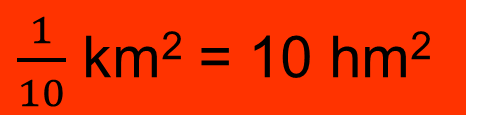 1/10 km² = 10 hm²